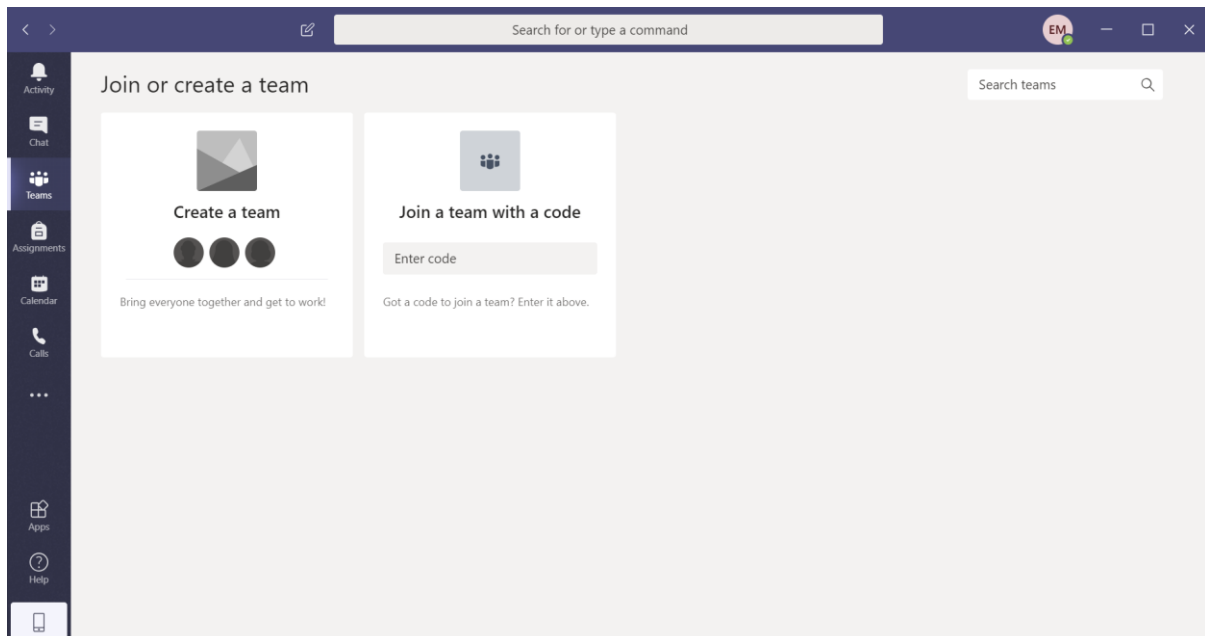 Search for or type a command
EM
Activity
Chat
Teams
Assignments
Calendar
Calls
Apps
Help
Join or create a team
Search teams
Create a team
Bring everyone together and get to work!
Join a team with a code
Enter code
Got a code to join a team? Enter it above.